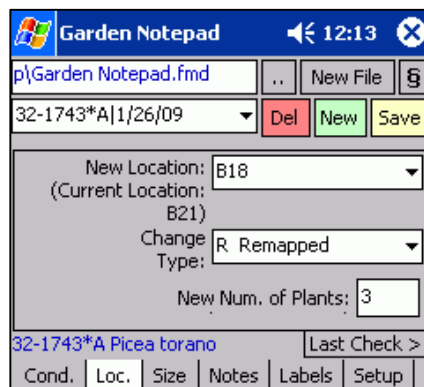 Garden Notepad 12:13
p\Garden Notepad.fmd .. New File §
32-1743*A|1/26/09 Del New Save
New Location: B18
(Current Location:
B21)
Change R Remapped
Type:
New Num. of Plants: 3
32-1743*A Picea torano Last Check >
Cond. Loc. Size Notes Labels Setup